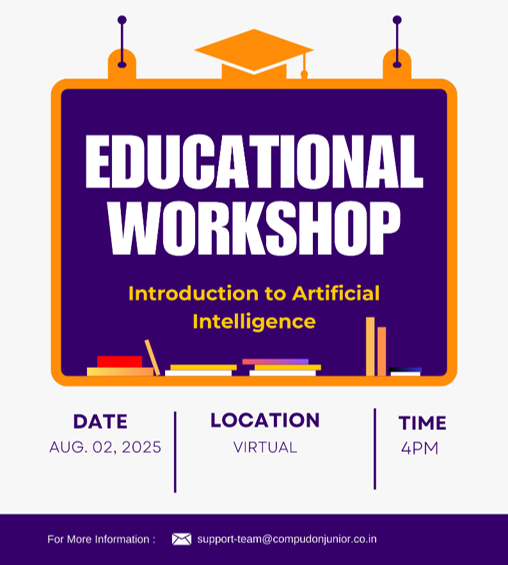 EDUCATIONAL
WORKSHOP
Introduction to Artificial
Intelligence
DATE
AUG. 02, 2025
LOCATION
VIRTUAL
TIME
4PM
For More Information : support-team@compudonjunior.co.in